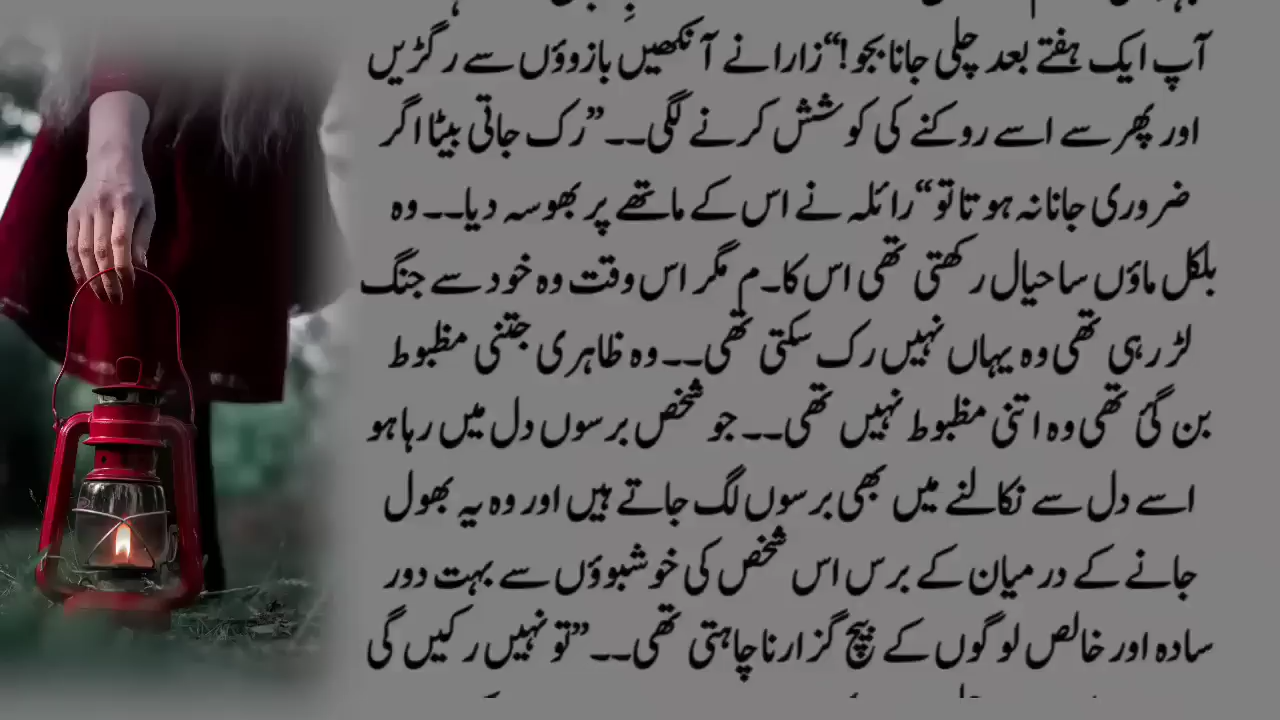 آپ ایک ہفتے بعد چلی جانا بجو!“زارا نے آنکھیں بازوؤں سے رگڑیں
اور پھر سے اسے روکنے کی کوشش کرنے لگی۔۔ ”رک جاتی بیٹا اگر
ضروری جانا نہ ہوتا تو“ رائلہ نے اس کے ماتھے پر بھوسہ دیا۔۔ وہ
بلکل ماؤں سا حیال رکھتی تھی اس کا۔م مگر اس وقت وہ خود سے جنگ
لڑ رہی تھی وہ یہاں نہیں رک سکتی تھی۔۔ وہ ظاہری جتنی مظبوط
بن گئ تھی وہ اتنی مظبوط نہیں تھی۔۔ جو شخص برسوں دل میں رہا ہو
اسے دل سے نکالنے میں بھی برسوں لگ جاتے ہیں اور وہ یہ بھول
جانے کے درمیان کے برس اس شخص کی خوشبوؤں سے بہت دور
سادہ اور خالص لوگوں کے بیچ گزارنا چاہتی تھی۔۔ ”تو نہیں رکیں گی